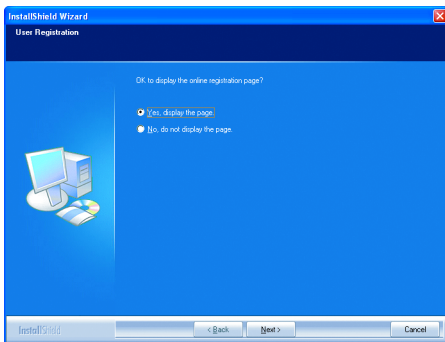 InstallShield Wizard
User Registration
OK to display the online registration page?
Yes, display the page.
No, do not display the page.
InstallShield
< Back
Next >
Cancel